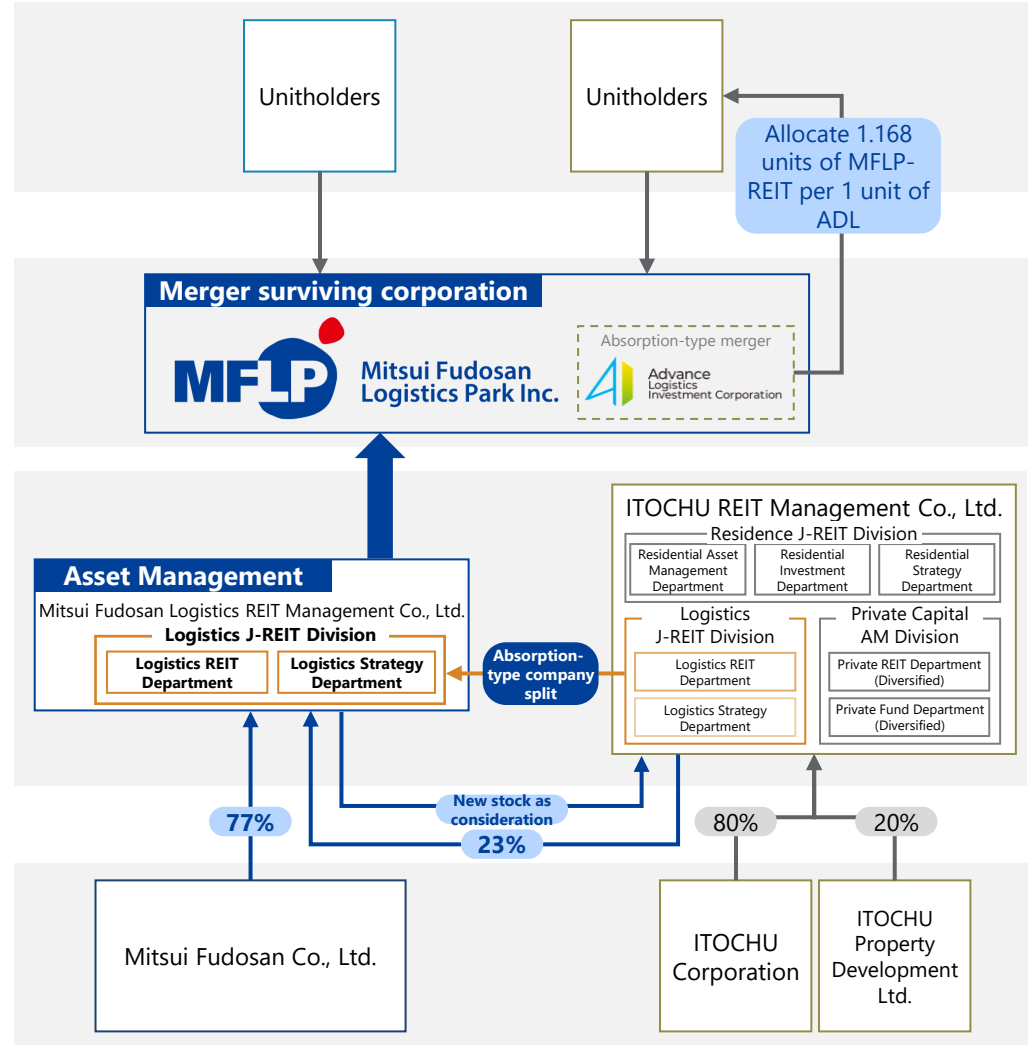 Unitholders
Unitholders
Allocate 1.168
units of MFLP-
REIT per 1 unit of
ADL
Merger surviving corporation
MFLP
Mitsui Fudosan
Logistics Park Inc.
Absorption-type merger
Advance
Logistics
Investment Corporation
ITOCHU REIT Management Co., Ltd.
Residence J-REIT Division
Residential Asset
Management
Department
Residential
Investment
Department
Residential
Strategy
Department
Asset Management
Mitsui Fudosan Logistics REIT Management Co., Ltd.
Logistics J-REIT Division
Logistics REIT
Department
Logistics Strategy
Department
Absorption-
type company
split
Logistics
J-REIT Division
Logistics REIT
Department
Logistics Strategy
Department
Private Capital
AM Division
Private REIT Department
(Diversified)
Private Fund Department
(Diversified)
New stock as
consideration
77%
23%
80%
20%
Mitsui Fudosan Co., Ltd.
ITOCHU
Corporation
ITOCHU
Property
Development
Ltd.